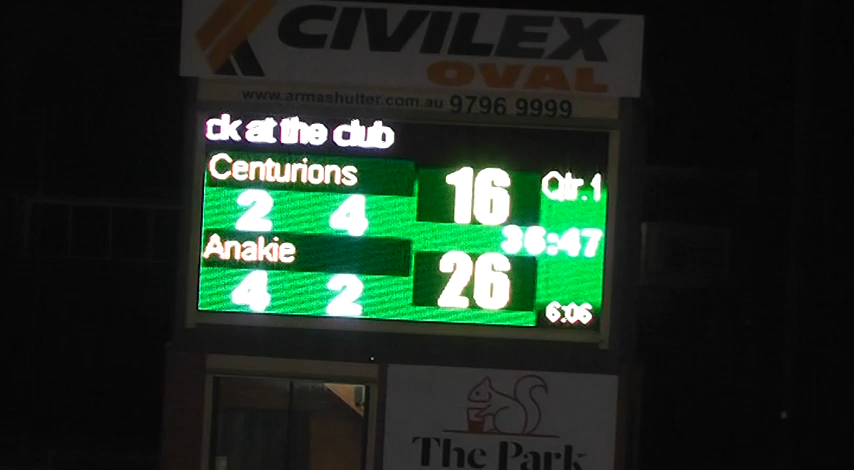 CIVILEX
OVAL
www.armashutter.com.au 9796 9999
ck at the club
Centurions 16 Qtr.1
2 4
36:47
Anakie 26
4 2
6:06
The Park